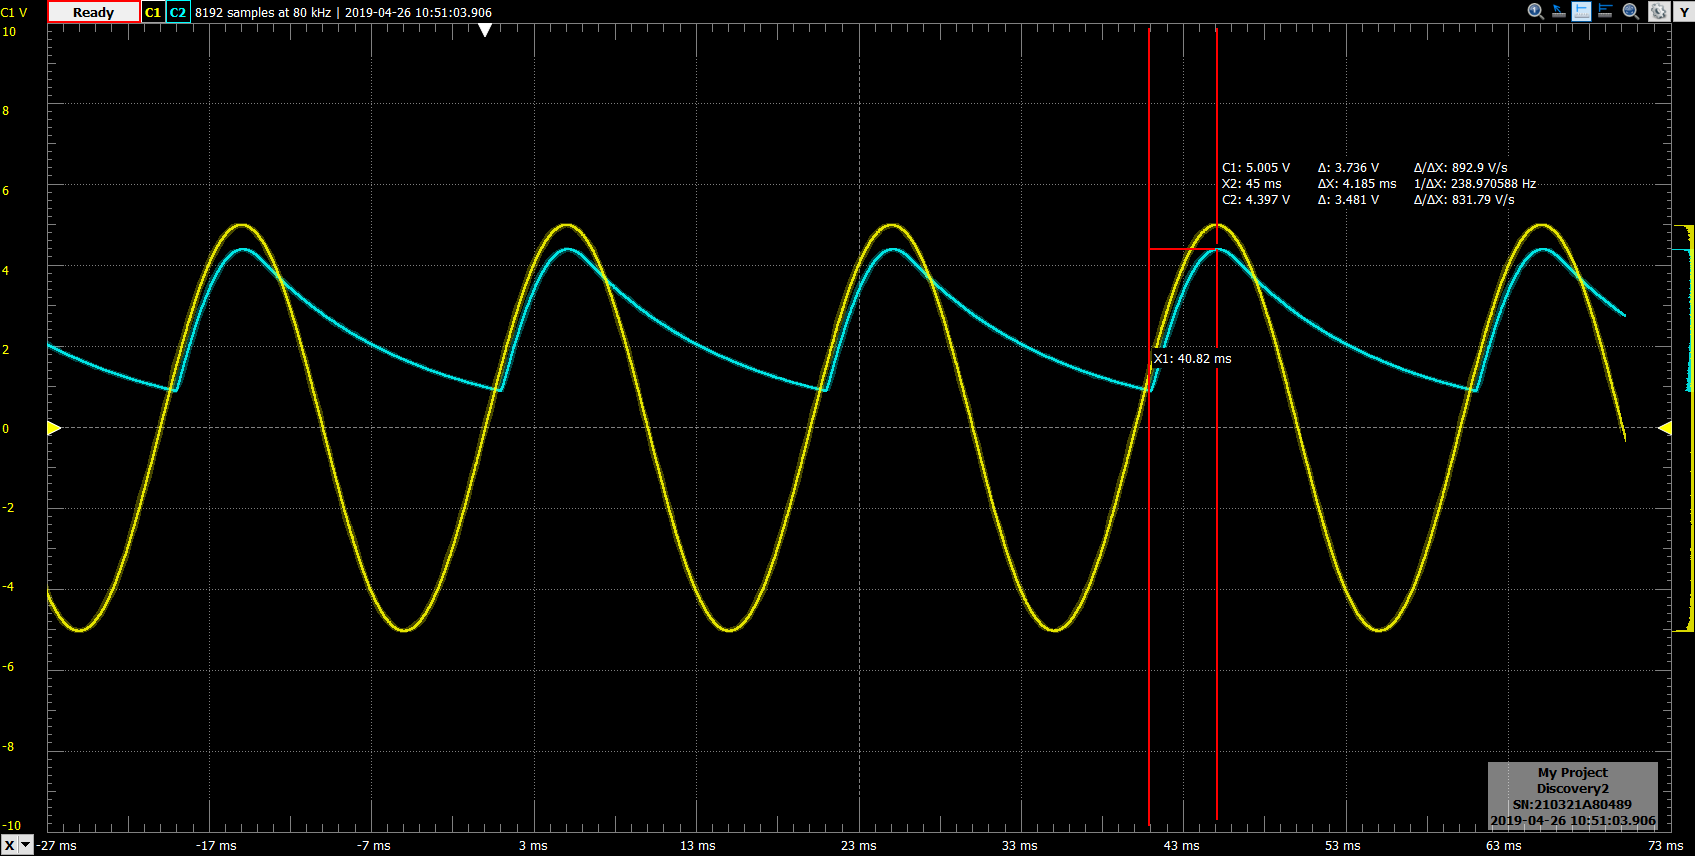 C1 V Ready C1 C2 8192 samples at 80 kHz | 2019-04-26 10:51:03.906 Y
10
8
6
4
2
0
-2
-4
-6
-8
-10
C1: 5.005 V Δ: 3.736 V Δ/ΔX: 892.9 V/s
X2: 45 ms ΔX: 4.185 ms 1/ΔX: 238.970588 Hz
C2: 4.397 V Δ: 3.481 V Δ/ΔX: 831.79 V/s
X1: 40.82 ms
My Project
Discovery2
SN:210321A80489
2019-04-26 10:51:03.906
X -27 ms -17 ms -7 ms 3 ms 13 ms 23 ms 33 ms 43 ms 53 ms 63 ms 73 ms